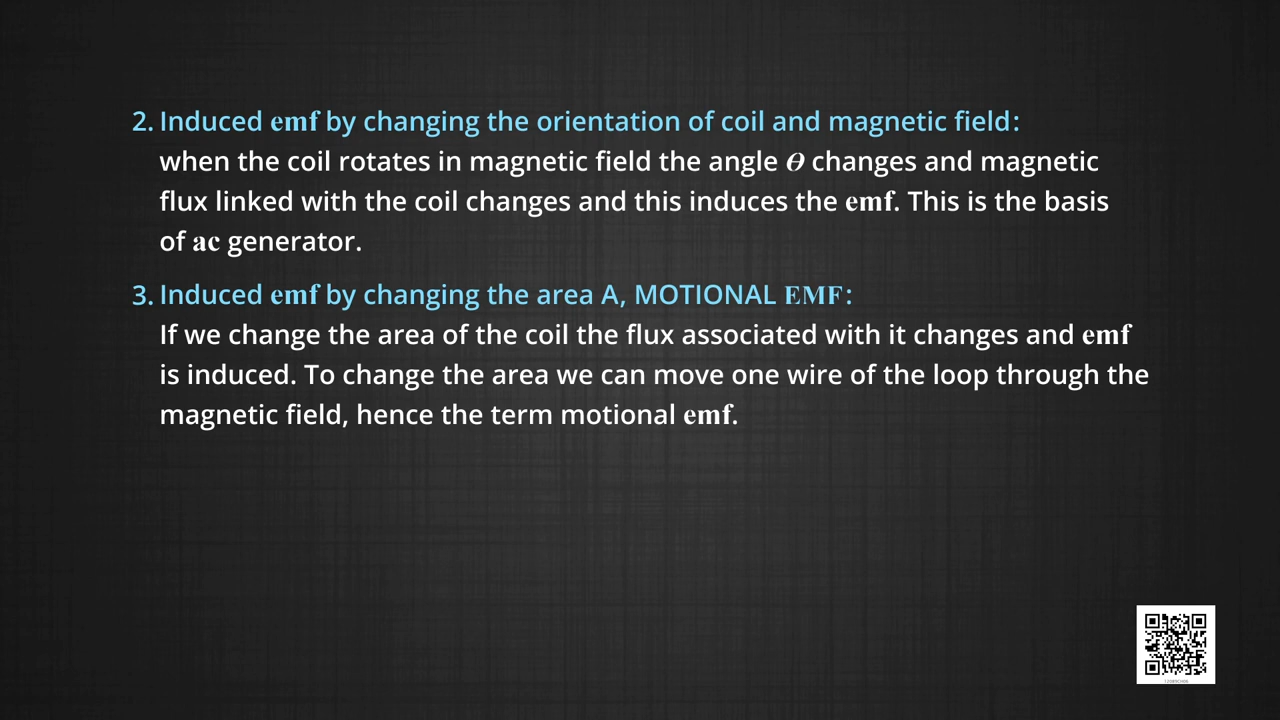 2. Induced emf by changing the orientation of coil and magnetic field:
when the coil rotates in magnetic field the angle θ changes and magnetic
flux linked with the coil changes and this induces the emf. This is the basis
of ac generator.
3. Induced emf by changing the area A, MOTIONAL EMF:
If we change the area of the coil the flux associated with it changes and emf
is induced. To change the area we can move one wire of the loop through the
magnetic field, hence the term motional emf.